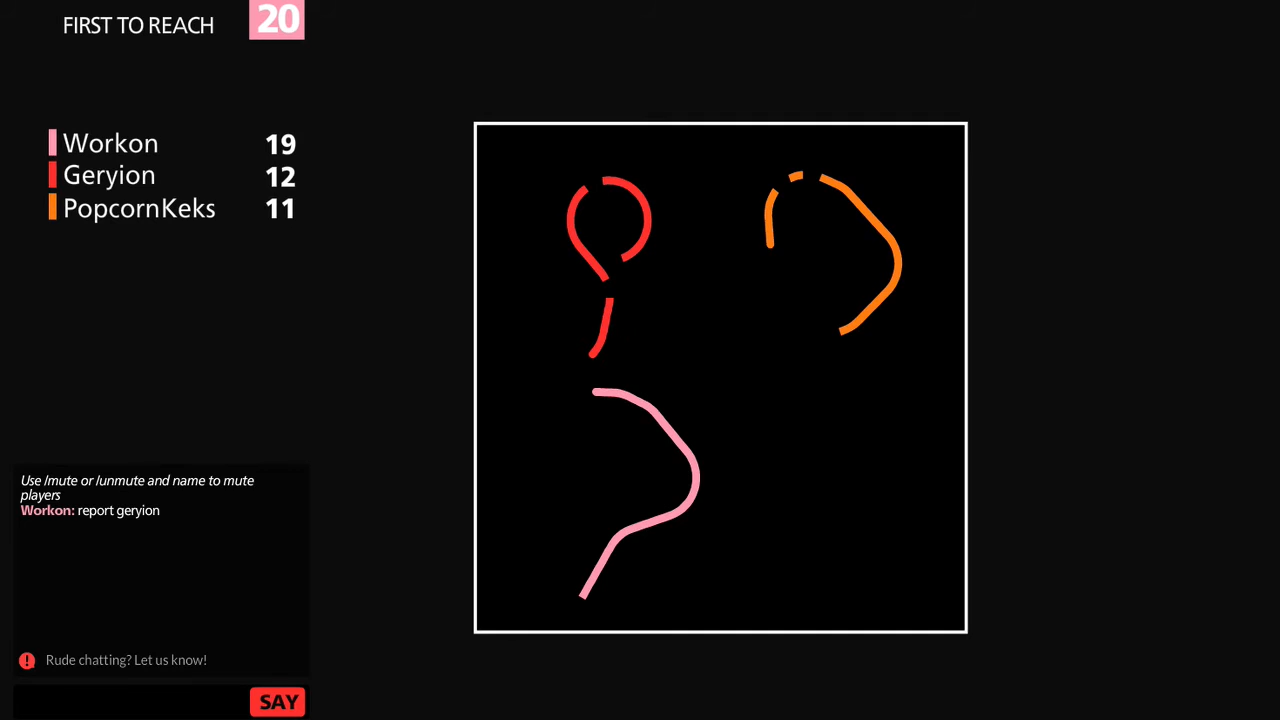 FIRST TO REACH 20
Workon 19
Geryion 12
PopcornKeks 11
Use /mute or /unmute and name to mute
players
Workon: report geryion
! Rude chatting? Let us know!
SAY